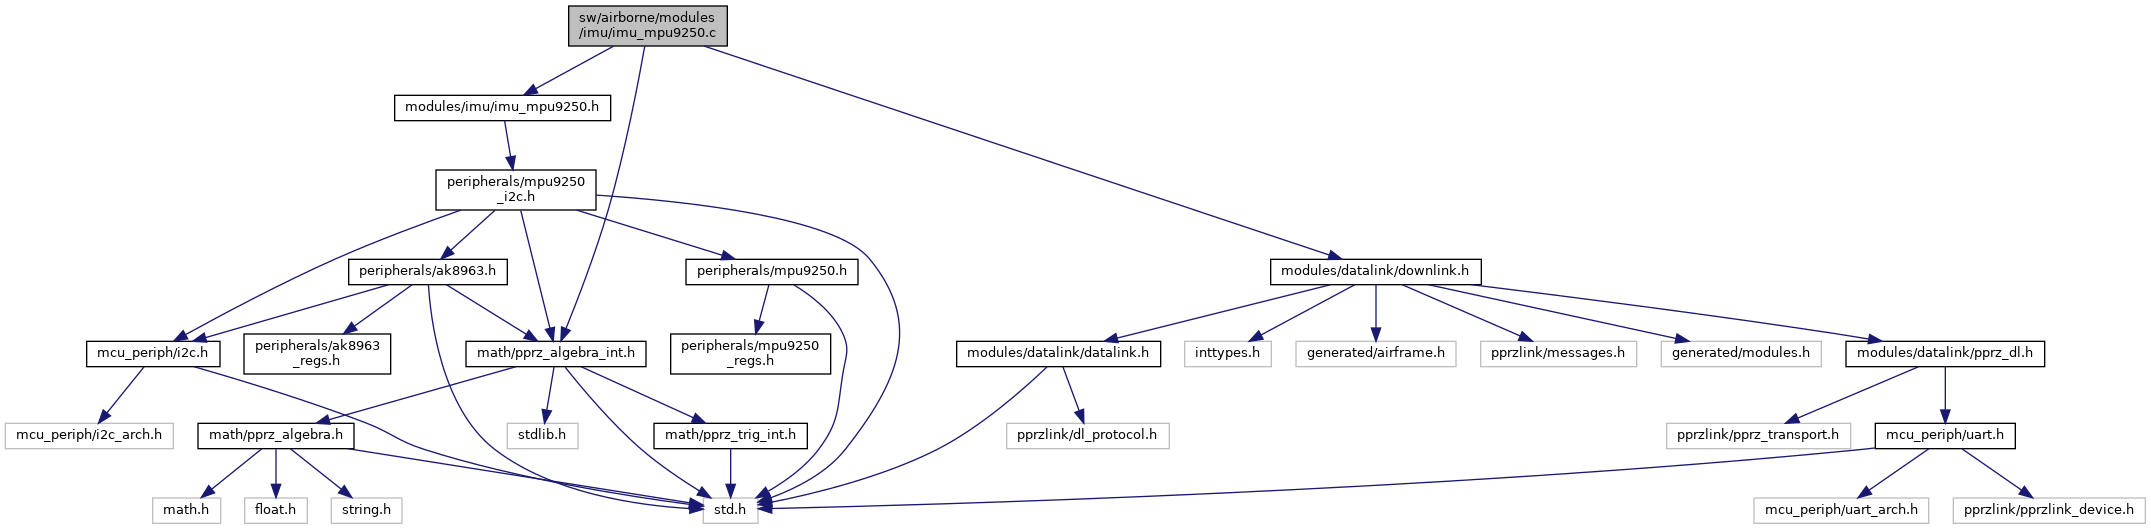 sw/airborne/modules
/imu/imu_mpu9250.c
modules/imu/imu_mpu9250.h
peripherals/mpu9250
_i2c.h
peripherals/ak8963.h
peripherals/mpu9250.h
modules/datalink/downlink.h
mcu_periph/i2c.h
peripherals/ak8963
_regs.h
math/pprz_algebra_int.h
peripherals/mpu9250
_regs.h
modules/datalink/datalink.h
inttypes.h
generated/airframe.h
pprzlink/messages.h
generated/modules.h
modules/datalink/pprz_dl.h
mcu_periph/i2c_arch.h
math/pprz_algebra.h
stdlib.h
math/pprz_trig_int.h
pprzlink/dl_protocol.h
pprzlink/pprz_transport.h
mcu_periph/uart.h
math.h
float.h
string.h
std.h
mcu_periph/uart_arch.h
pprzlink/pprzlink_device.h